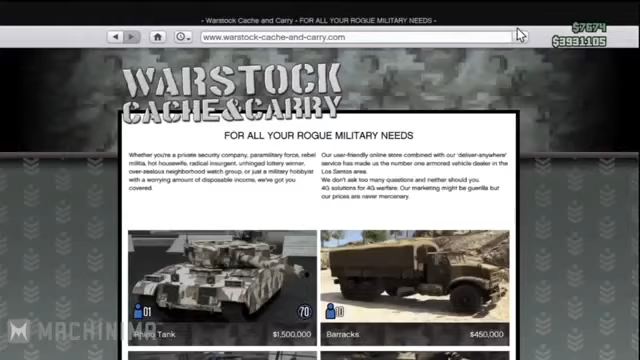 - Warstock Cache and Carry - FOR ALL YOUR ROGUE MILITARY NEEDS -
$7674
$3931105
www.warstock-cache-and-carry.com
WARSTOCK
CACHE&CARRY
FOR ALL YOUR ROGUE MILITARY NEEDS
Whether you're a private security company, paramilitary force, rebel
militia, hot housewife, radical insurgent, unhinged lottery winner,
over-zealous neighborhood watch group, or just a military hobbyist
with a worrying amount of disposable income, we've got you
covered.
Our user-friendly online store combined with our 'deliver-anywhere'
service has made us the number one armored vehicle dealer in the
Los Santos area.
We don't ask too many questions and neither should you.
4G solutions for 4G warfare. Our marketing might be guerilla but
our prices are never mercenary.
01
70
Rhino Tank
$1,500,000
10
Barracks
$450,000
MACHINIMA